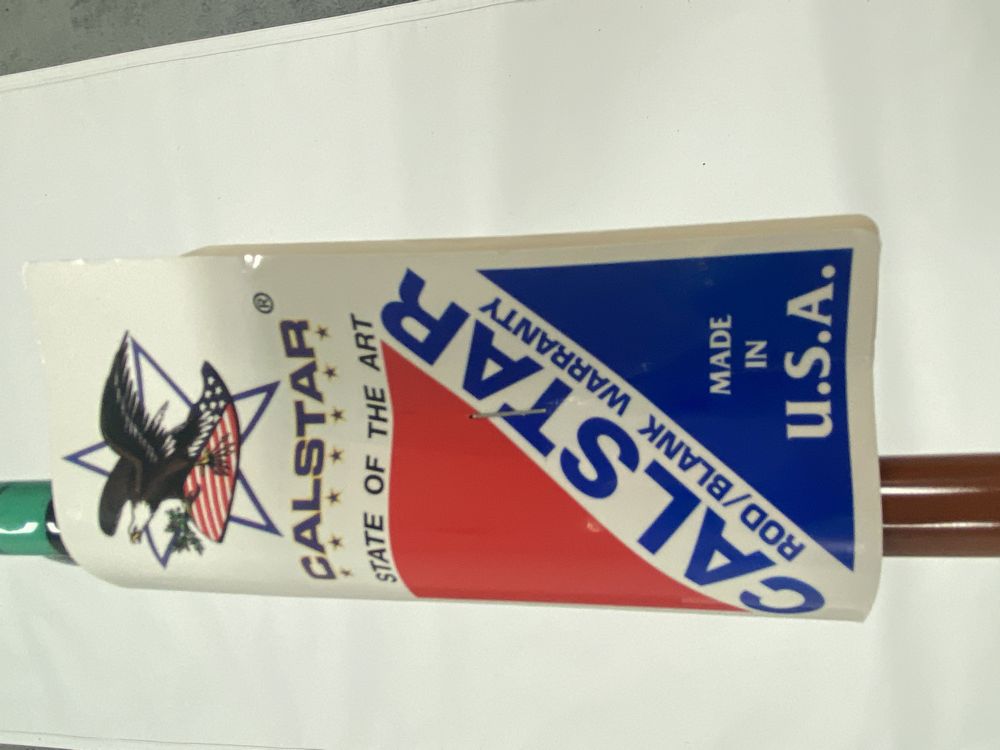 CALSTAR®
STATE OF THE ART
CALSTAR
ROD/BLANK WARRANTY
MADE
IN
U.S.A.